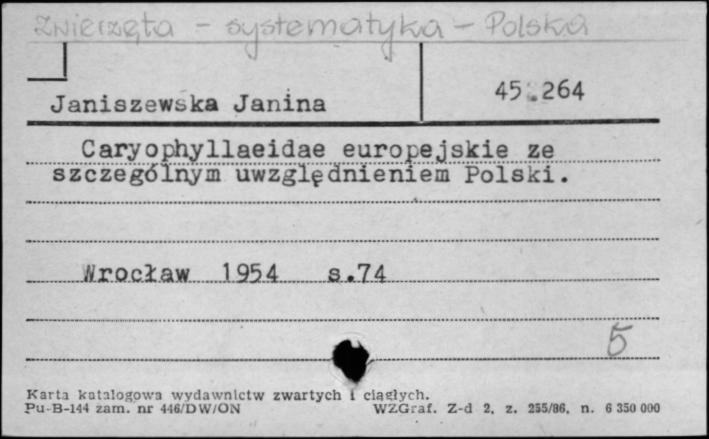 Zwierzęta - systematyka - Polska
Janiszewska Janina
45.264
Caryophyllaeidae europejskie ze
szczególnym uwzględnieniem Polski.
Wrocław 1954 s.74
5
Karta katalogowa wydawnictw zwartych i ciągłych.
Pu-B-144 zam. nr 446/DW/ON WZGraf. Z-d 2, z. 255/86, n. 6 350 000